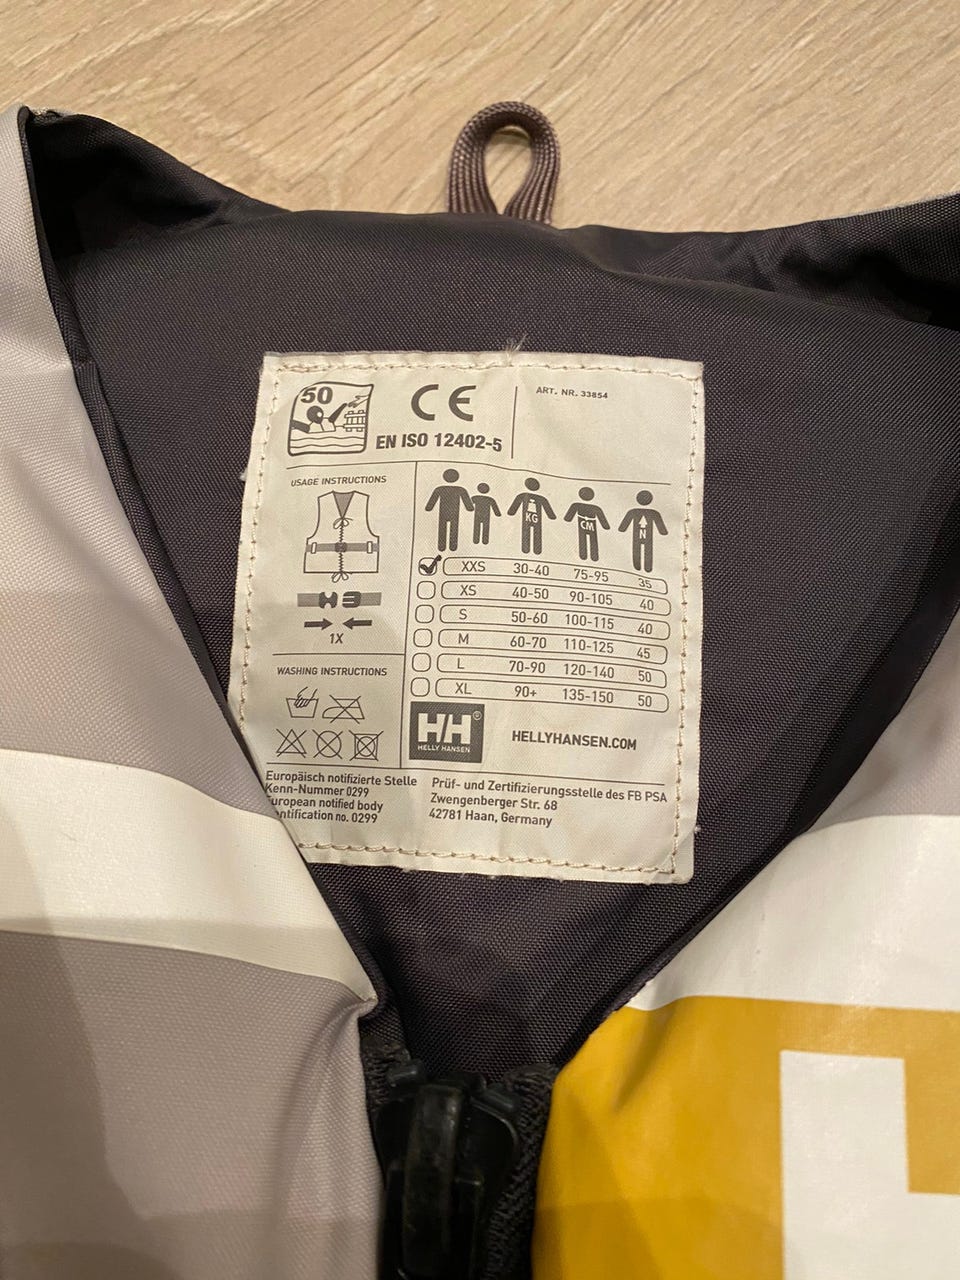 50
CE
EN ISO 12402-5
ART. NR. 33854
USAGE INSTRUCTIONS
1X
WASHING INSTRUCTIONS
KG
CM
N
XXS 30-40 75-95 35
XS 40-50 90-105 40
S 50-60 100-115 40
M 60-70 110-125 45
L 70-90 120-140 50
XL 90+ 135-150 50
HH®
HELLY HANSEN
HELLYHANSEN.COM
Europäisch notifizierte Stelle
Kenn-Nummer 0299
European notified body
entification no. 0299
Prüf- und Zertifizierungsstelle des FB PSA
Zwengenberger Str. 68
42781 Haan, Germany